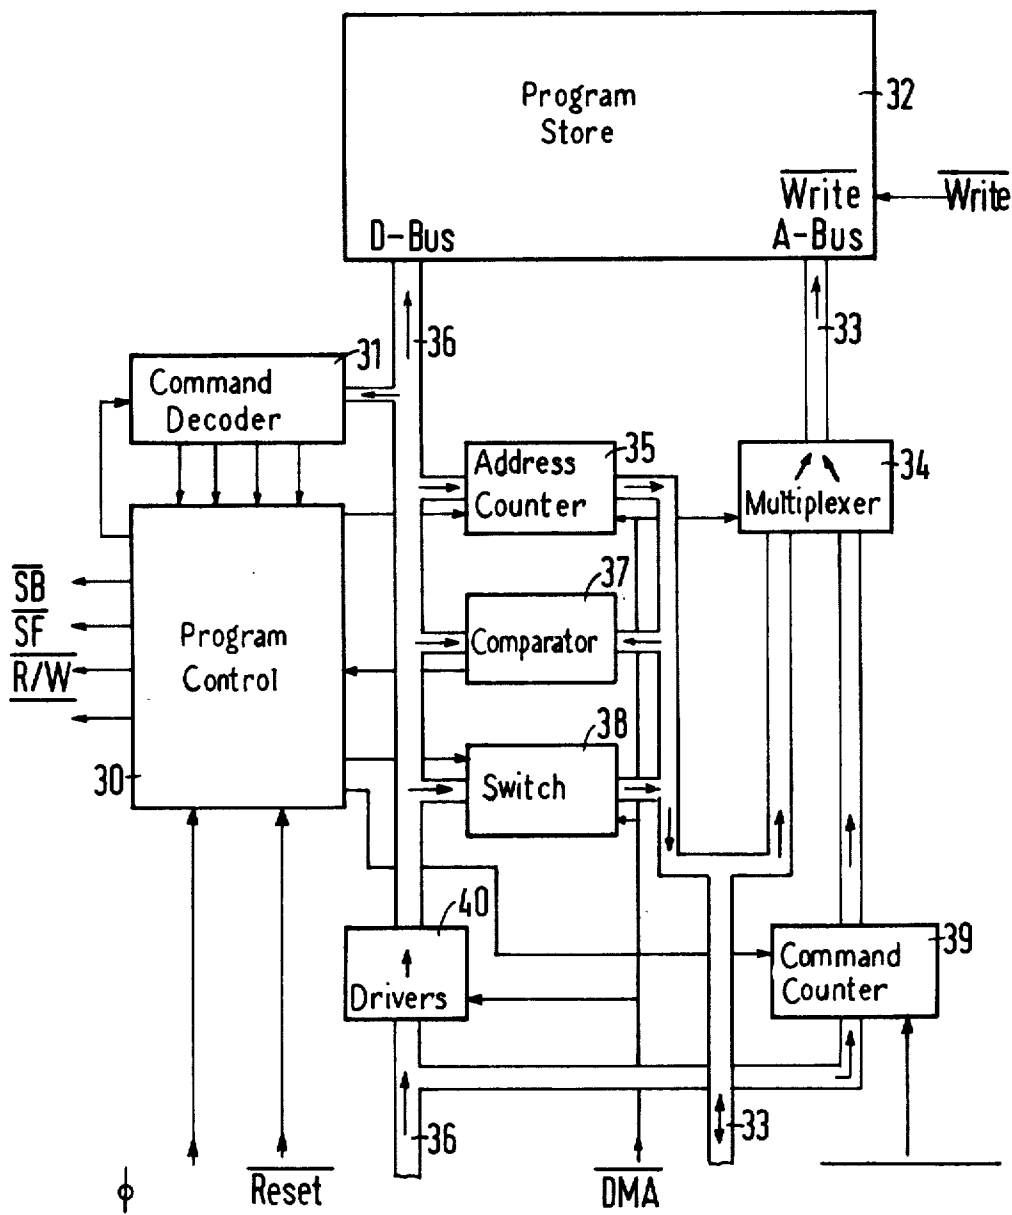 Program
Store
32
Write
Write
D-Bus
A-Bus
36
33
31
Command
Decoder
35
Address
Counter
34
Multiplexer
SB
SF
R/W
Program
Control
30
37
Comparator
38
Switch
40
Drivers
39
Command
Counter
36
33
ϕ
Reset
DMA